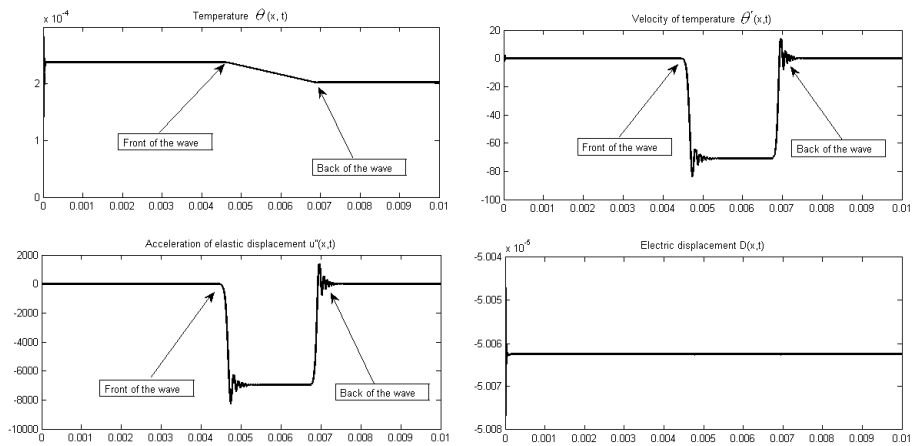 Temperature θ(x, t)
x 10⁻⁴
4
2
1
0
0 0.001 0.002 0.003 0.004 0.005 0.006 0.007 0.008 0.009 0.01
Front of the wave
Back of the wave
Velocity of temperature θ'(x,t)
20
0
-20
-40
-60
-80
-100
0 0.001 0.002 0.003 0.004 0.005 0.006 0.007 0.008 0.009 0.01
Front of the wave
Back of the wave
Acceleration of elastic displacement u"(x,t)
2000
0
-2000
-4000
-6000
-8000
-10000
0 0.001 0.002 0.003 0.004 0.005 0.006 0.007 0.008 0.009 0.01
Front of the wave
Back of the wave
Electric displacement D(x,t)
x 10⁻⁵
-5.004
-5.005
-5.006
-5.007
-5.008
0 0.001 0.002 0.003 0.004 0.005 0.006 0.007 0.008 0.009 0.01